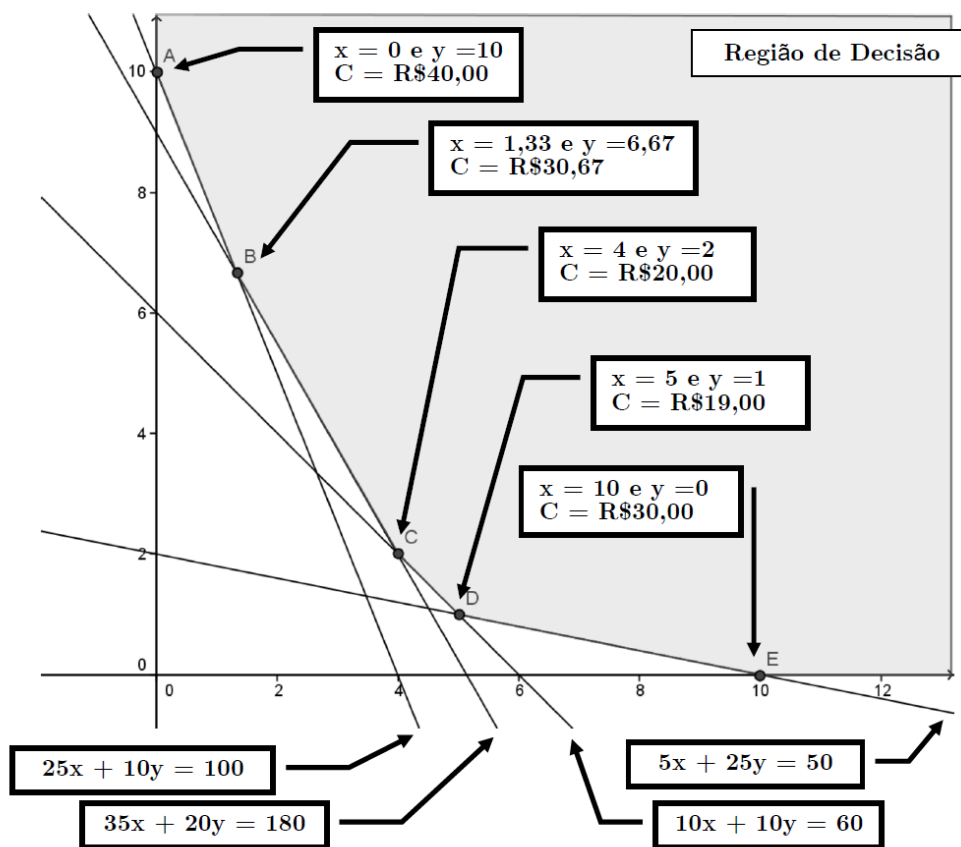 x = 0 e y =10
C = R$40,00
Região de Decisão
A
10
x = 1,33 e y =6,67
C = R$30,67
8
B
x = 4 e y =2
C = R$20,00
6
x = 5 e y =1
C = R$19,00
4
x = 10 e y =0
C = R$30,00
C
2
D
E
0
0 2 4 6 8 10 12
25x + 10y = 100
5x + 25y = 50
35x + 20y = 180
10x + 10y = 60